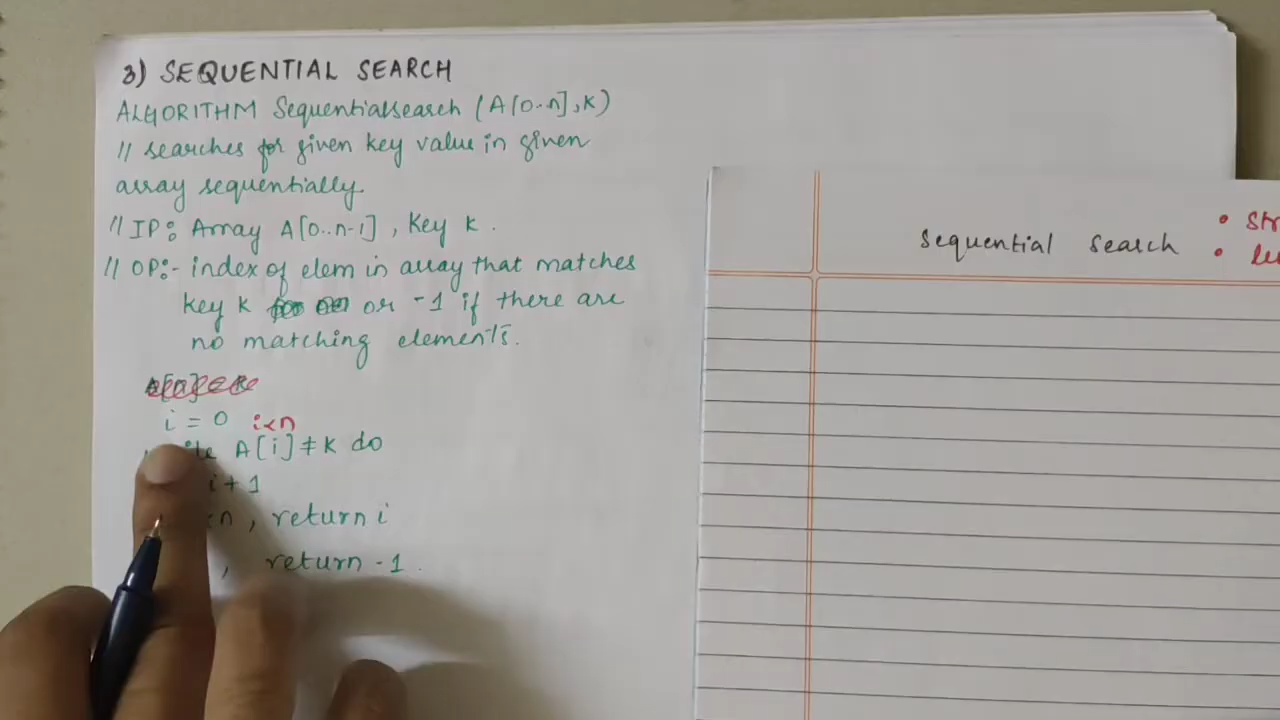 3) SEQUENTIAL SEARCH
ALGORITHM Sequentialsearch (A[0..n], K)
// searches for given key value in given
array sequentially.
// IP: Array A[0..n-1], Key K.
// OP:- index of elem in array that matches
key K or -1 if there are
no matching elements.
i = 0 i<n
A[i] ≠ K do
i + 1
<n, return i
, return -1.
sequential search